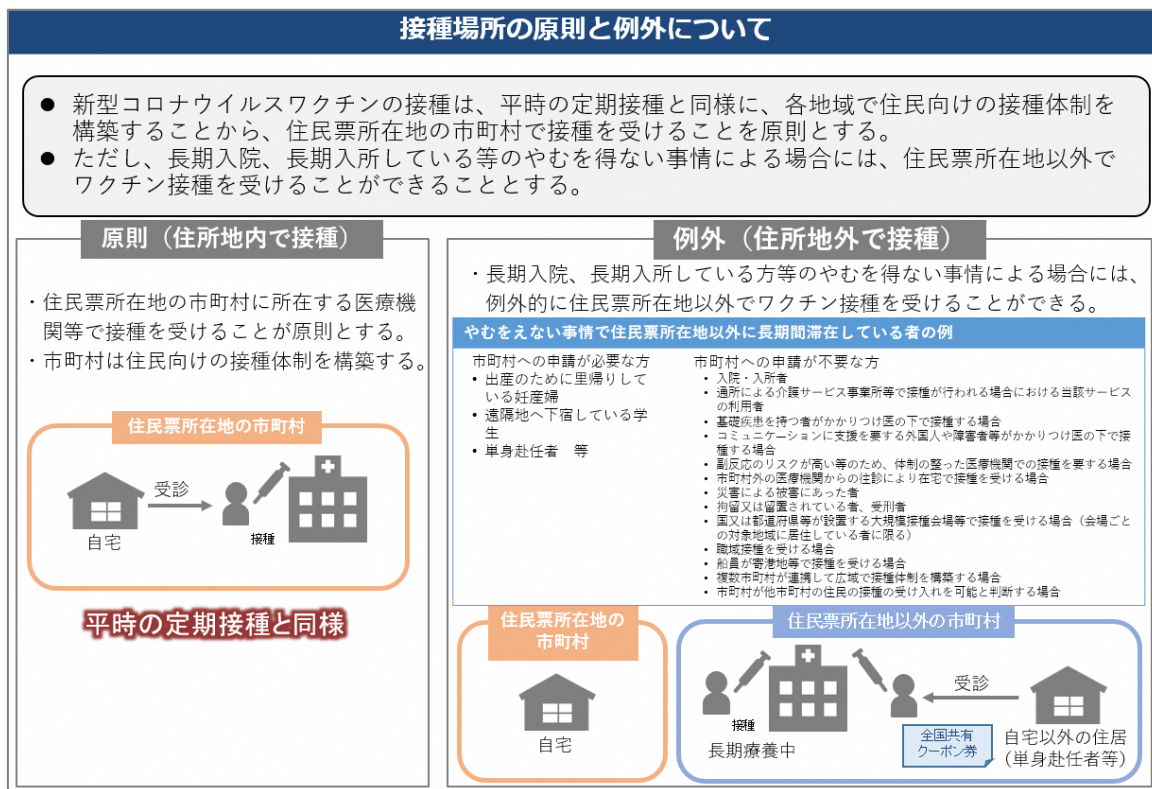 接種場所の原則と例外について
● 新型コロナウイルスワクチンの接種は、平時の定期接種と同様に、各地域で住民向けの接種体制を
構築することから、住民票所在地の市町村で接種を受けることを原則とする。
● ただし、長期入院、長期入所している等のやむを得ない事情による場合には、住民票所在地以外で
ワクチン接種を受けることができることとする。
原則（住所地内で接種）
・住民票所在地の市町村に所在する医療機
関等で接種を受けることが原則とする。
・市町村は住民向けの接種体制を構築する。
住民票所在地の市町村
受診
自宅
接種
平時の定期接種と同様
例外（住所地外で接種）
・長期入院、長期入所している方等のやむを得ない事情による場合には、
例外的に住民票所在地以外でワクチン接種を受けることができる。
やむをえない事情で住民票所在地以外に長期間滞在している者の例
市町村への申請が必要な方
• 出産のために里帰りして
いる妊産婦
• 遠隔地へ下宿している学
生
• 単身赴任者　等
市町村への申請が不要な方
• 入院・入所者
• 通所による介護サービス事業所等で接種が行われる場合における当該サービス
の利用者
• 基礎疾患を持つ者がかかりつけ医の下で接種する場合
• コミュニケーションに支援を要する外国人や障害者等がかかりつけ医の下で接
種する場合
• 副反応のリスクが高い等のため、体制の整った医療機関での接種を要する場合
• 市町村外の医療機関からの往診により在宅で接種を受ける場合
• 災害による被害にあった者
• 拘留又は留置されている者、受刑者
• 国又は都道府県等が設置する大規模接種会場等で接種を受ける場合（会場ごと
の対象地域に居住している者に限る）
• 職域接種を受ける場合
• 船員が寄港地等で接種を受ける場合
• 複数市町村が連携して広域で接種体制を構築する場合
• 市町村が他市町村の住民の接種の受け入れを可能と判断する場合
住民票所在地の
市町村
自宅
住民票所在地以外の市町村
接種
長期療養中
受診
全国共有
クーポン券
自宅以外の住居
（単身赴任者等）